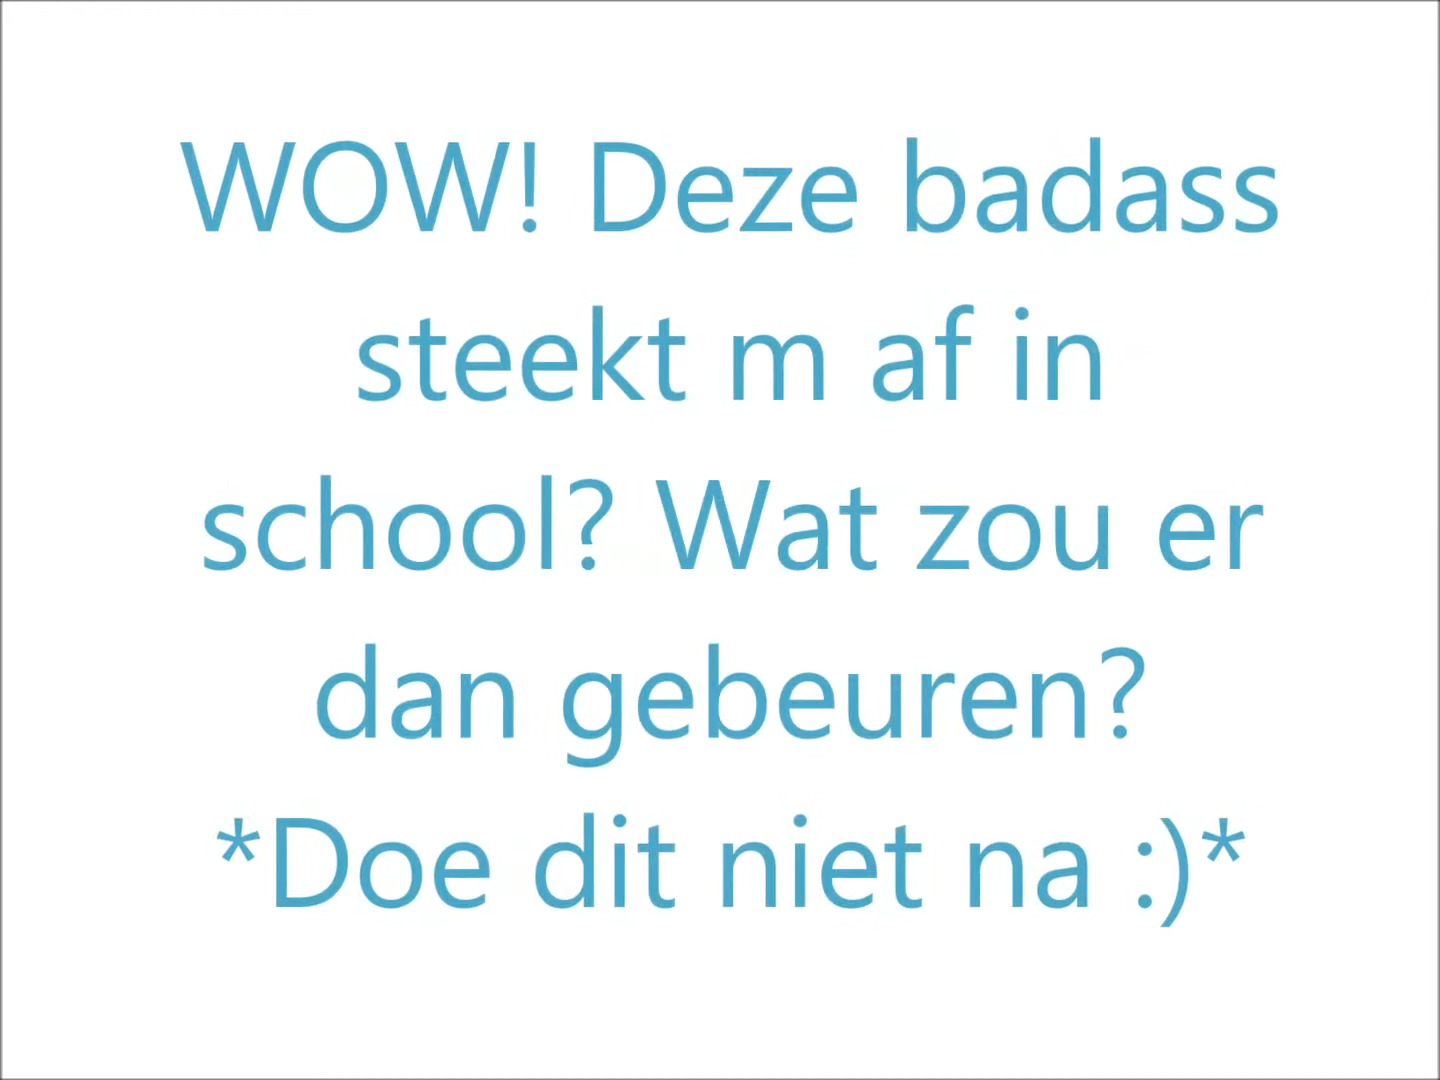 WOW! Deze badass
steekt m af in
school? Wat zou er
dan gebeuren?
*Doe dit niet na :)*